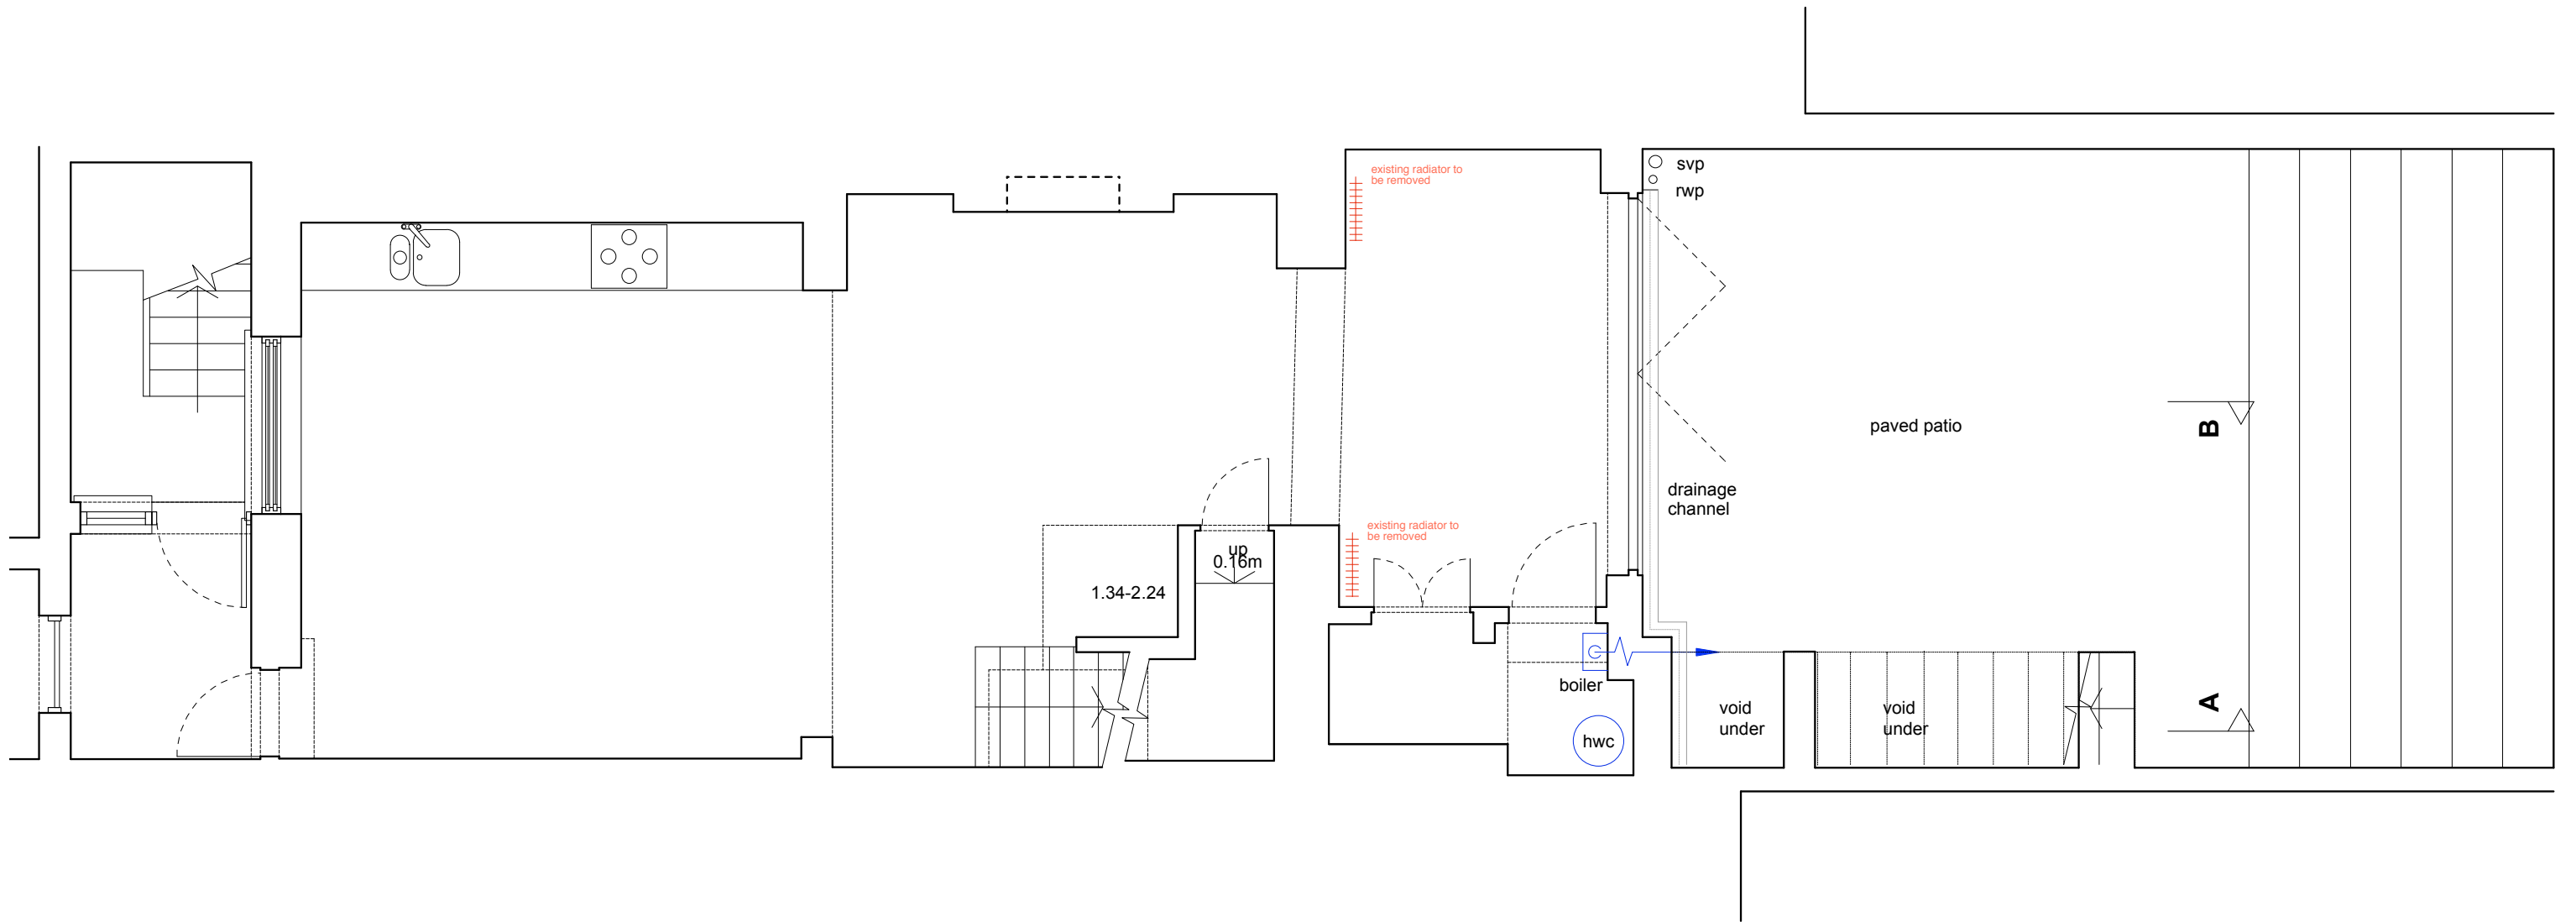 existing radiator to
be removed
svp
rwp
paved patio
B
drainage
channel
existing radiator to
be removed
up
0.16m
1.34-2.24
boiler
void
under
void
under
A
hwc